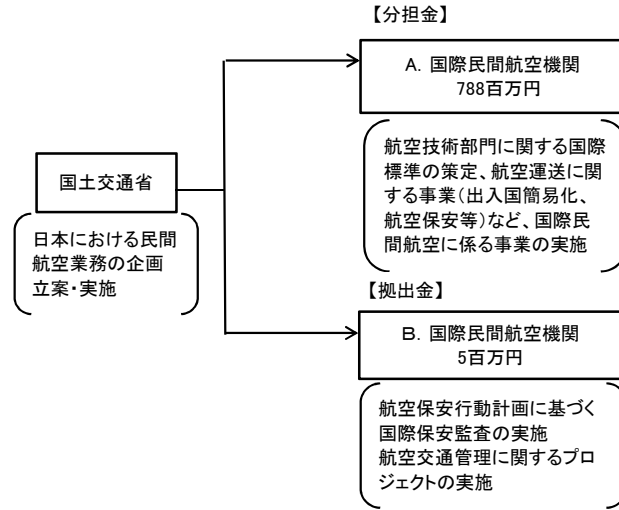 【分担金】
A. 国際民間航空機関
788百万円
航空技術部門に関する国際
標準の策定、航空運送に関
する事業(出入国簡易化、
航空保安等)など、国際民
間航空に係る事業の実施
国土交通省
日本における民間
航空業務の企画
立案・実施
【拠出金】
B. 国際民間航空機関
5百万円
航空保安行動計画に基づく
国際保安監査の実施
航空交通管理に関するプロ
ジェクトの実施